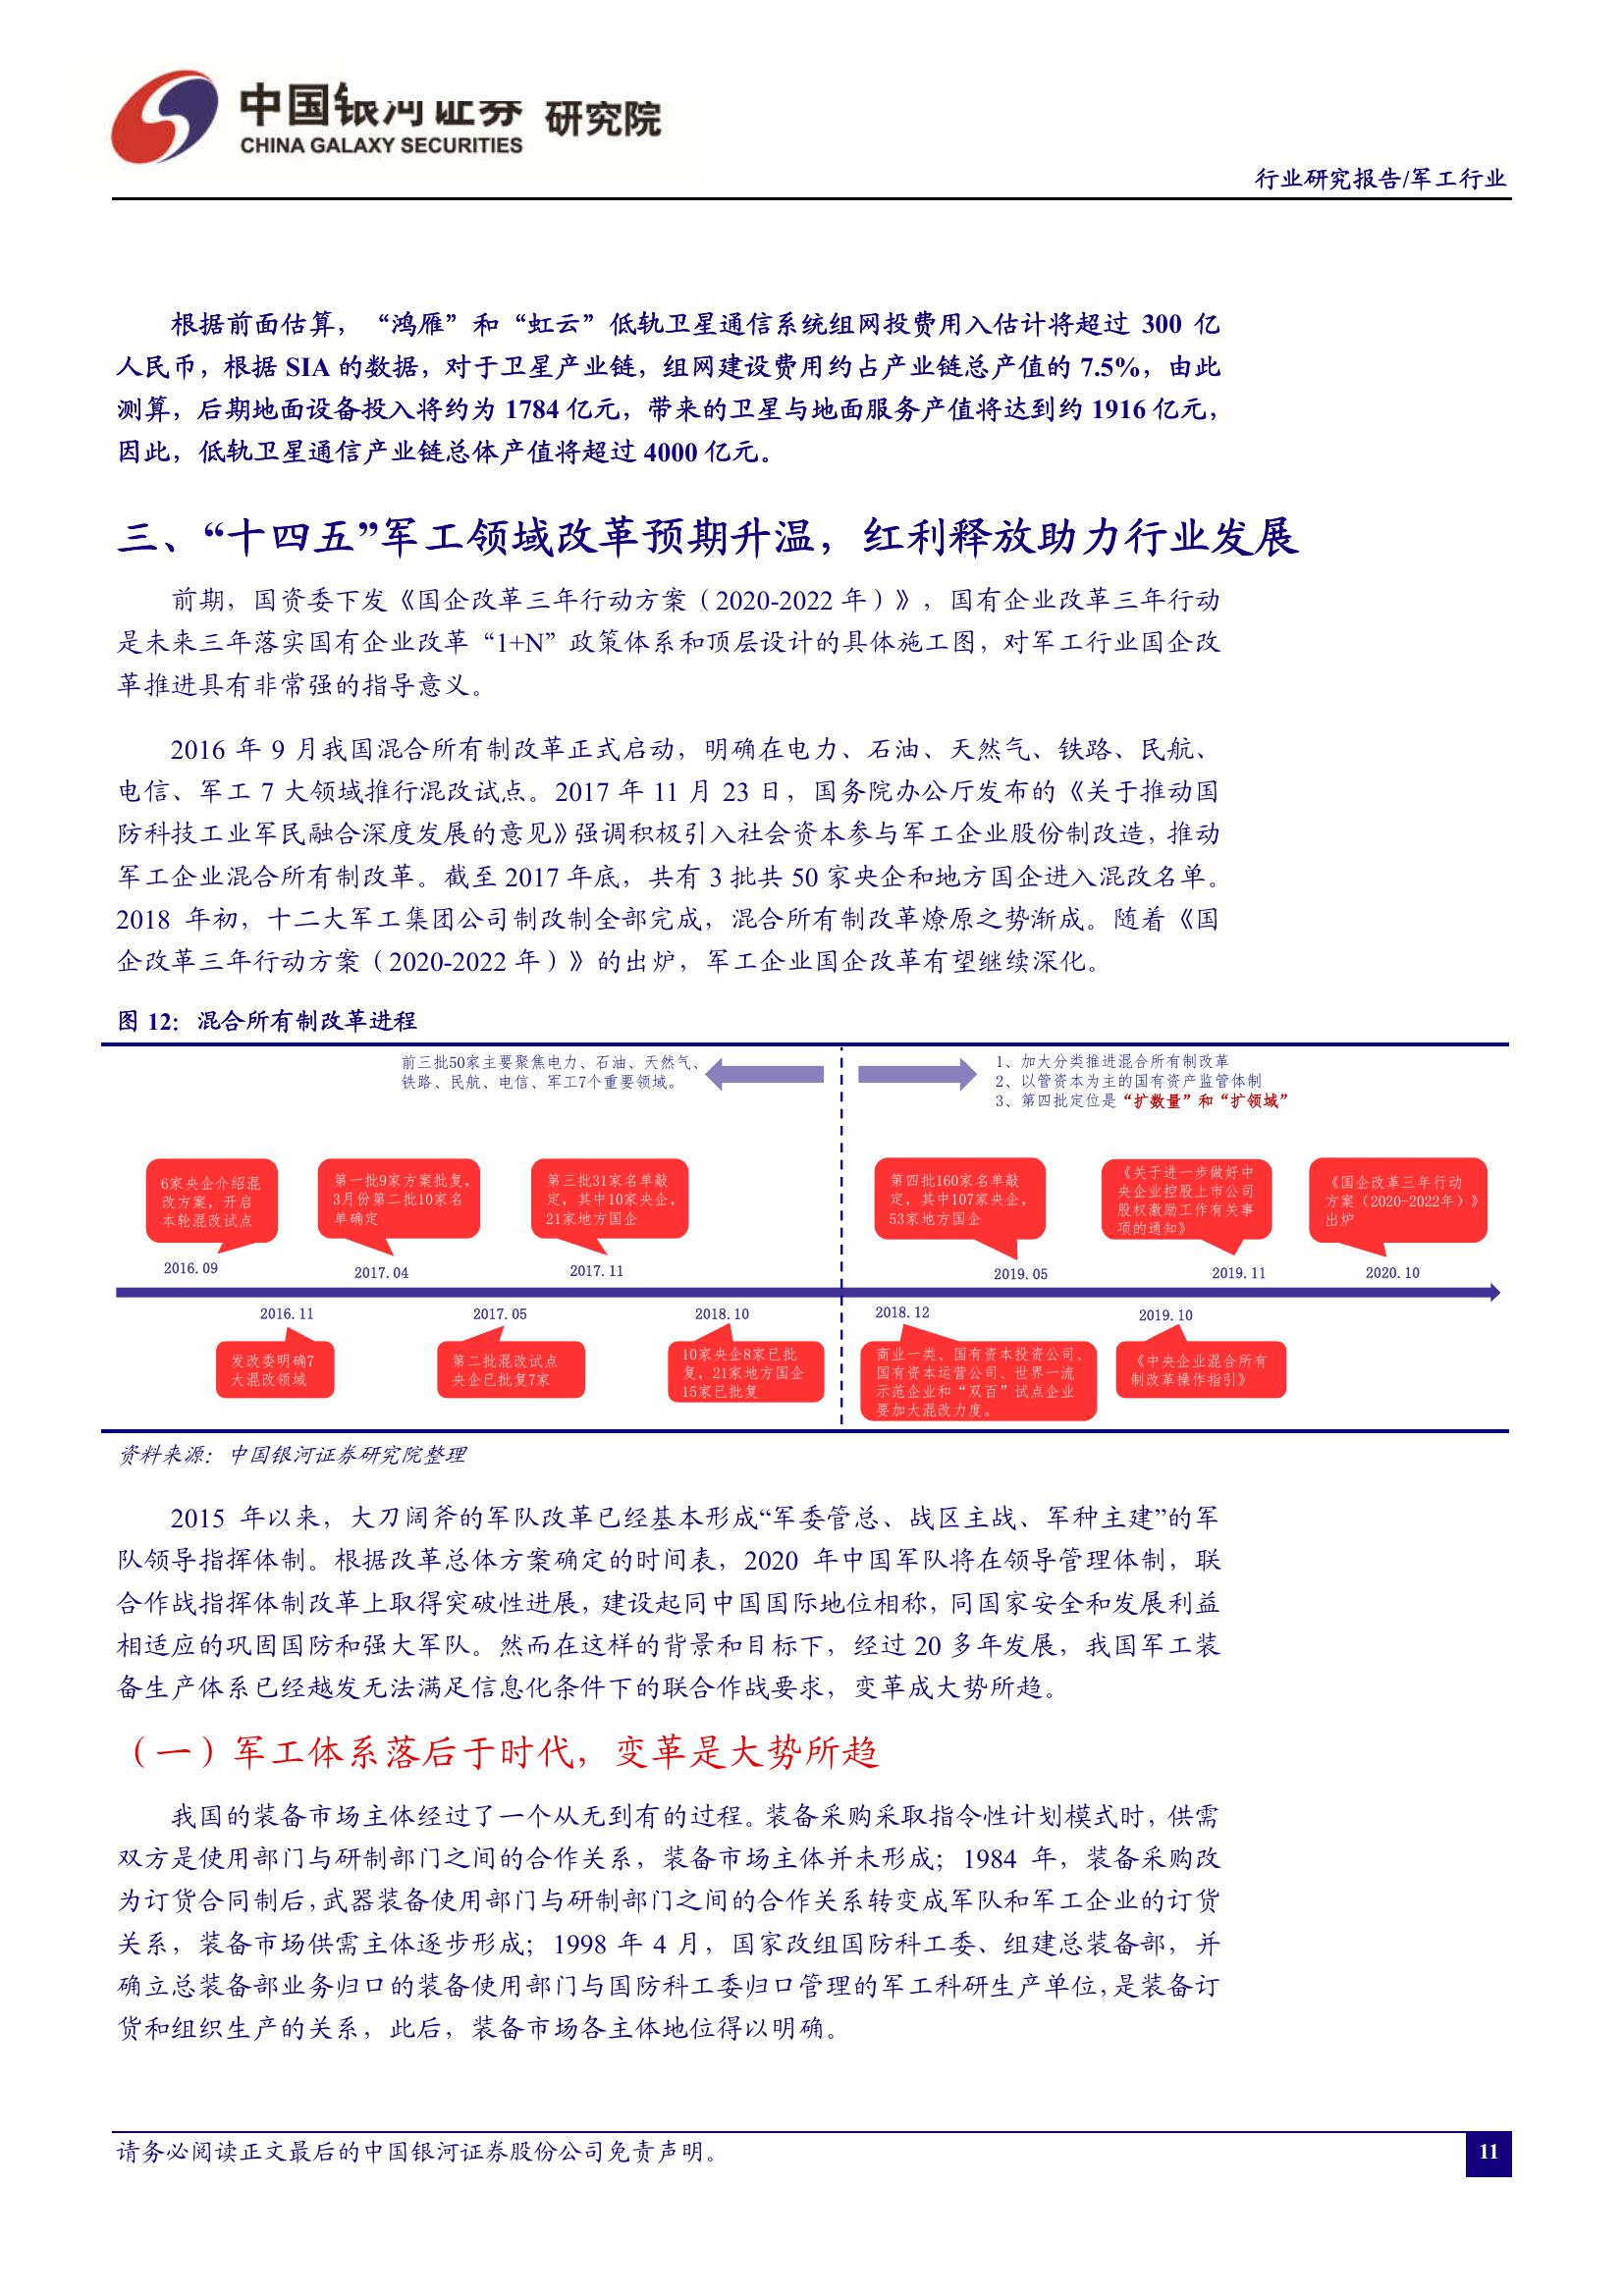 中国银河证券 研究院
CHINA GALAXY SECURITIES
行业研究报告/军工行业
根据前面估算，“鸿雁”和“虹云”低轨卫星通信系统组网投费用入估计将超过 300 亿
人民币，根据 SIA 的数据，对于卫星产业链，组网建设费用约占产业链总产值的 7.5%，由此
测算，后期地面设备投入将约为 1784 亿元，带来的卫星与地面服务产值将达到约 1916 亿元，
因此，低轨卫星通信产业链总体产值将超过 4000 亿元。
三、“十四五”军工领域改革预期升温，红利释放助力行业发展
前期，国资委下发《国企改革三年行动方案（2020-2022 年）》，国有企业改革三年行动
是未来三年落实国有企业改革“1+N”政策体系和顶层设计的具体施工图，对军工行业国企改
革推进具有非常强的指导意义。
2016 年 9 月我国混合所有制改革正式启动，明确在电力、石油、天然气、铁路、民航、
电信、军工 7 大领域推行混改试点。2017 年 11 月 23 日，国务院办公厅发布的《关于推动国
防科技工业军民融合深度发展的意见》强调积极引入社会资本参与军工企业股份制改造，推动
军工企业混合所有制改革。截至 2017 年底，共有 3 批共 50 家央企和地方国企进入混改名单。
2018 年初，十二大军工集团公司制改制全部完成，混合所有制改革燎原之势渐成。随着《国
企改革三年行动方案（2020-2022 年）》的出炉，军工企业国企改革有望继续深化。
图 12：混合所有制改革进程
前三批50家主要聚焦电力、石油、天然气、
铁路、民航、电信、军工7个重要领域。
1、加大分类推进混合所有制改革
2、以管资本为主的国有资产监管体制
3、第四批定位是“扩数量”和“扩领域”
6家央企介绍混
改方案，开启
本轮混改试点
第一批9家方案批复，
3月份第二批10家名
单确定
第三批31家名单敲
定，其中10家央企，
21家地方国企
第四批160家名单敲
定，其中107家央企，
53家地方国企
《关于进一步做好中
央企业控股上市公司
股权激励工作有关事
项的通知》
《国企改革三年行动
方案（2020-2022年）》
出炉
2016.09
2017.04
2017.11
2019.05
2019.11
2020.10
2016.11
2017.05
2018.10
2018.12
2019.10
发改委明确7
大混改领域
第二批混改试点
央企已批复7家
10家央企8家已批
复，21家地方国企
15家已批复
商业一类、国有资本投资公司、
国有资本运营公司、世界一流
示范企业和“双百”试点企业
要加大混改力度。
《中央企业混合所有
制改革操作指引》
资料来源：中国银河证券研究院整理
2015 年以来，大刀阔斧的军队改革已经基本形成“军委管总、战区主战、军种主建”的军
队领导指挥体制。根据改革总体方案确定的时间表，2020 年中国军队将在领导管理体制，联
合作战指挥体制改革上取得突破性进展，建设起同中国国际地位相称，同国家安全和发展利益
相适应的巩固国防和强大军队。然而在这样的背景和目标下，经过 20 多年发展，我国军工装
备生产体系已经越发无法满足信息化条件下的联合作战要求，变革成大势所趋。
（一）军工体系落后于时代，变革是大势所趋
我国的装备市场主体经过了一个从无到有的过程。装备采购采取指令性计划模式时，供需
双方是使用部门与研制部门之间的合作关系，装备市场主体并未形成；1984 年，装备采购改
为订货合同制后，武器装备使用部门与研制部门之间的合作关系转变成军队和军工企业的订货
关系，装备市场供需主体逐步形成；1998 年 4 月，国家改组国防科工委、组建总装备部，并
确立总装备部业务归口的装备使用部门与国防科工委归口管理的军工科研生产单位，是装备订
货和组织生产的关系，此后，装备市场各主体地位得以明确。
请务必阅读正文最后的中国银河证券股份公司免责声明。
11